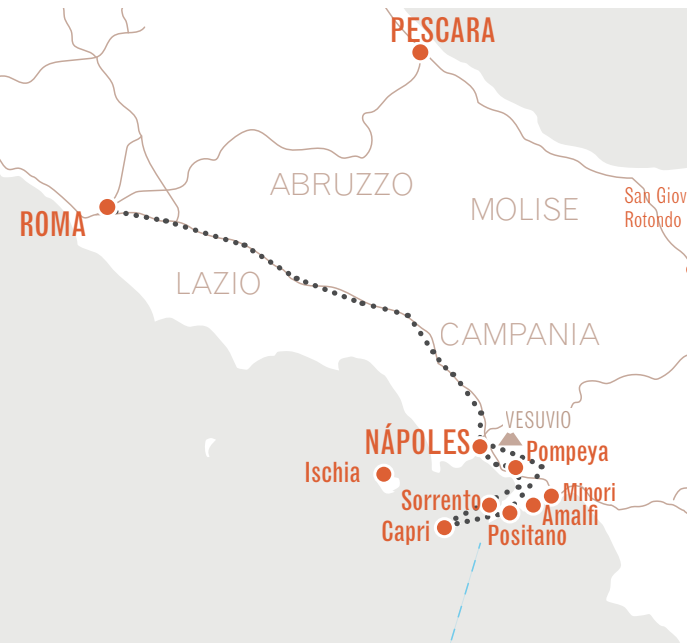 PESCARA
ABRUZZO
San Giov
Rotondo
MOLISE
ROMA
LAZIO
CAMPANIA
VESUVIO
NÁPOLES
Pompeya
Ischia
Minori
Sorrento
Amalfi
Capri
Positano